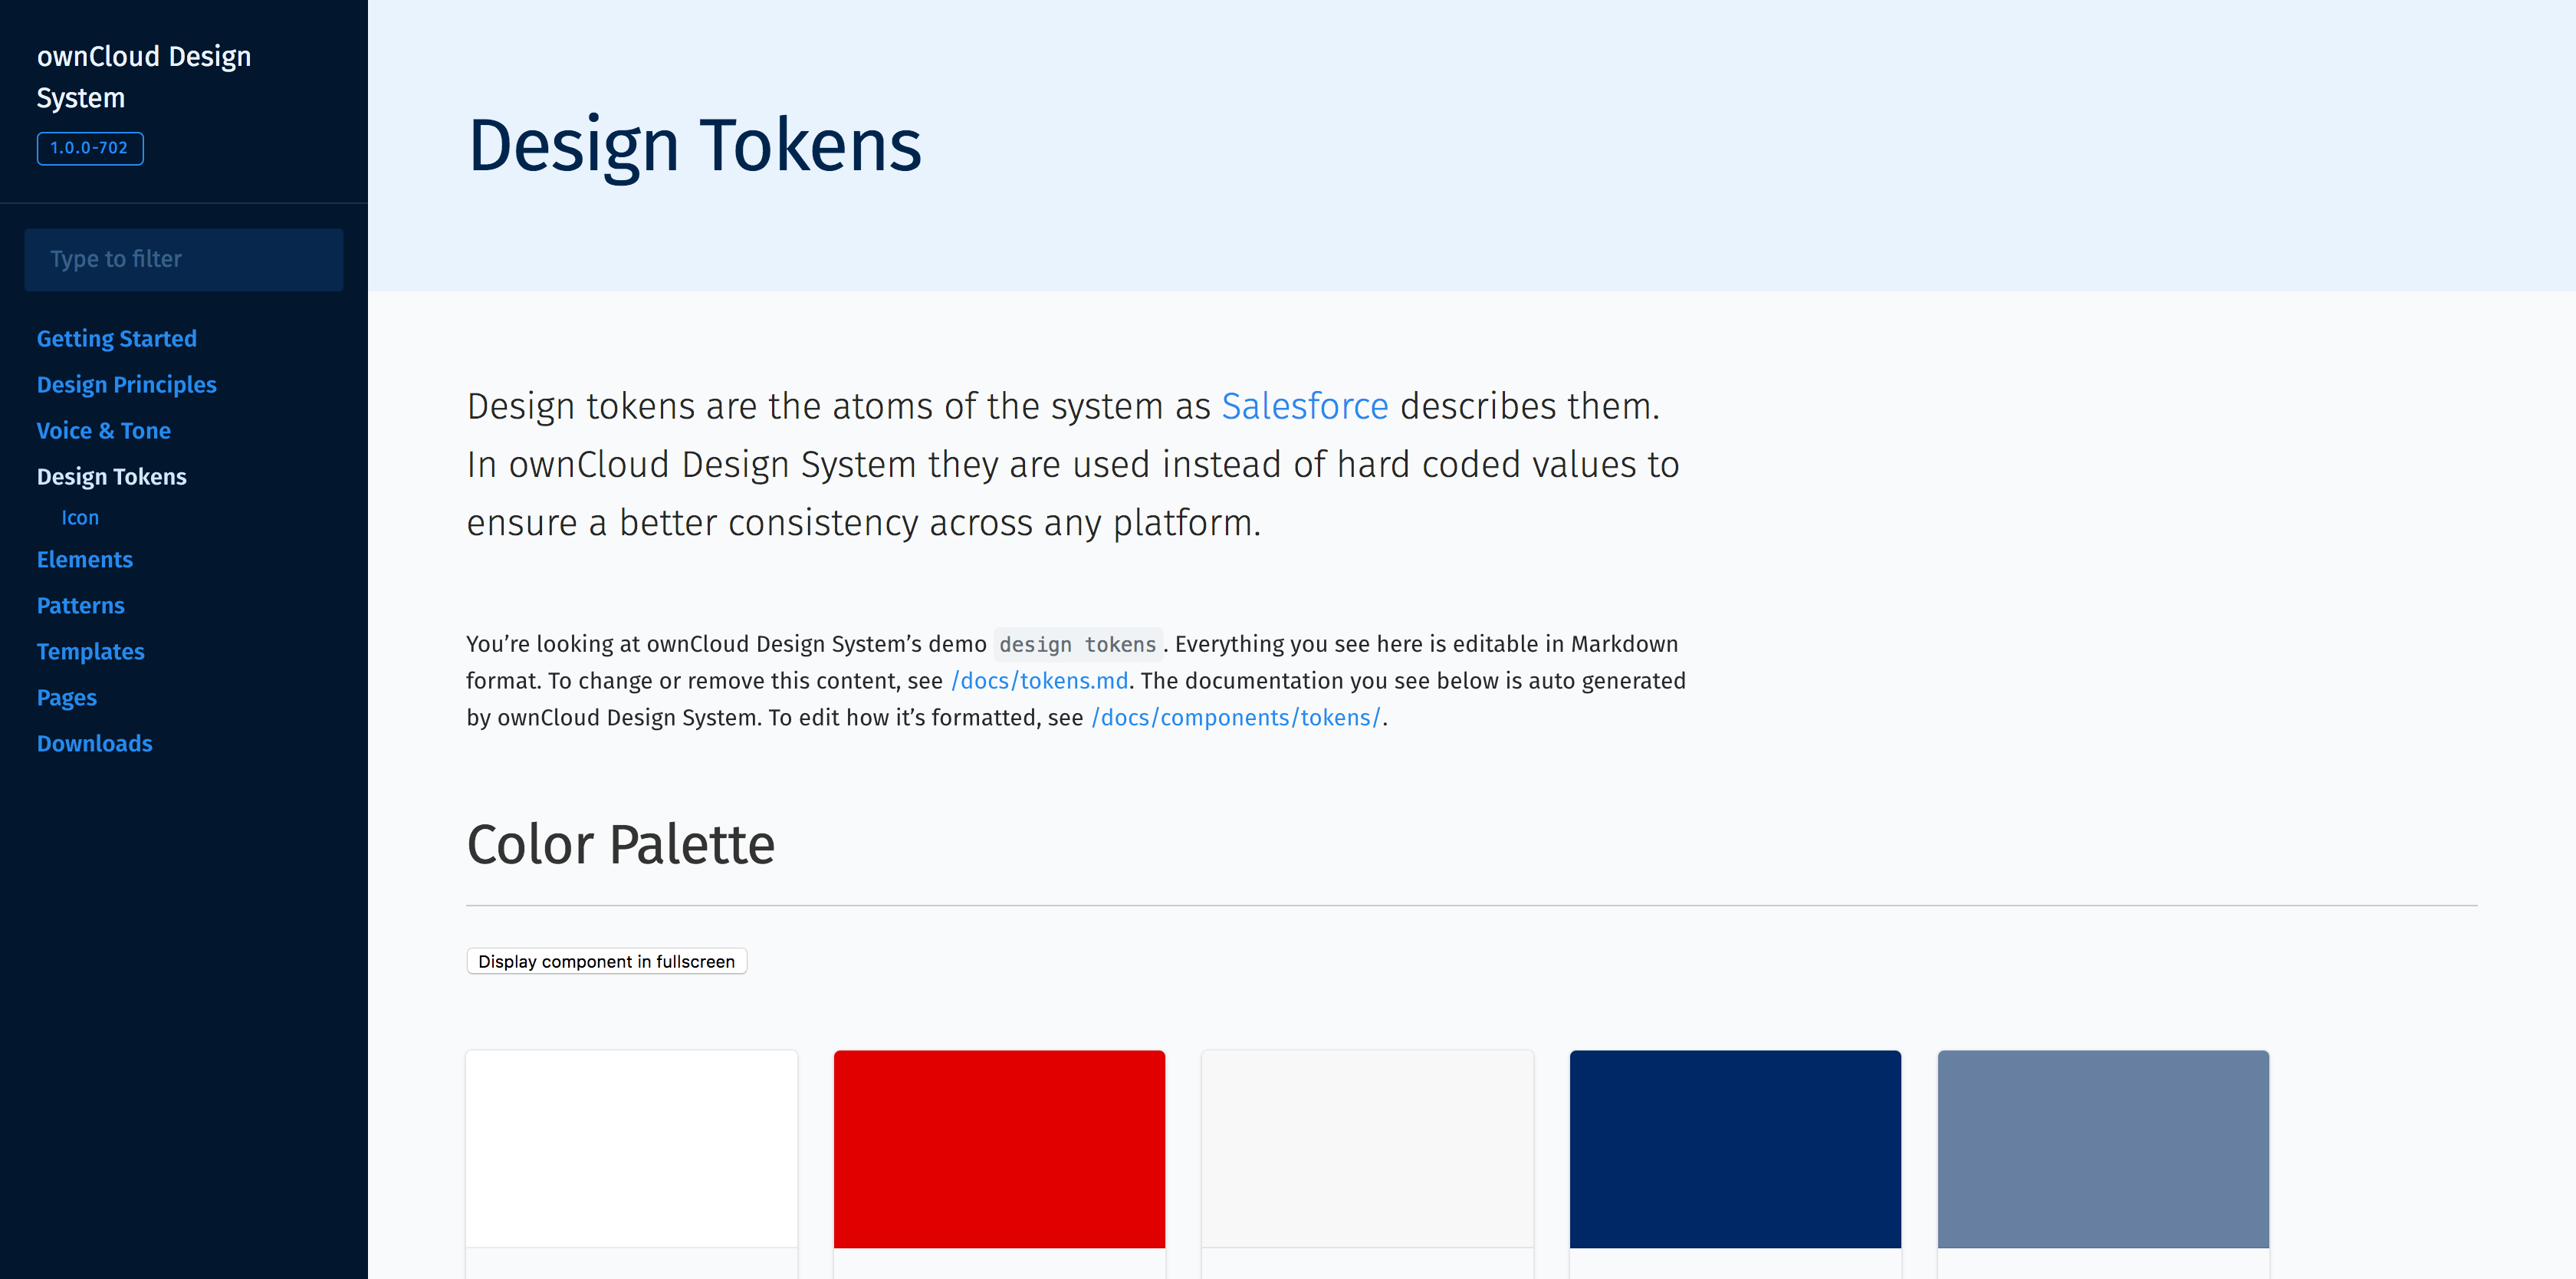 ownCloud Design
System
1.0.0-702
Type to filter
Getting Started
Design Principles
Voice & Tone
Design Tokens
Icon
Elements
Patterns
Templates
Pages
Downloads
Design Tokens
Design tokens are the atoms of the system as Salesforce describes them.
In ownCloud Design System they are used instead of hard coded values to
ensure a better consistency across any platform.
You’re looking at ownCloud Design System’s demo design tokens. Everything you see here is editable in Markdown
format. To change or remove this content, see /docs/tokens.md. The documentation you see below is auto generated
by ownCloud Design System. To edit how it’s formatted, see /docs/components/tokens/.
Color Palette
Display component in fullscreen